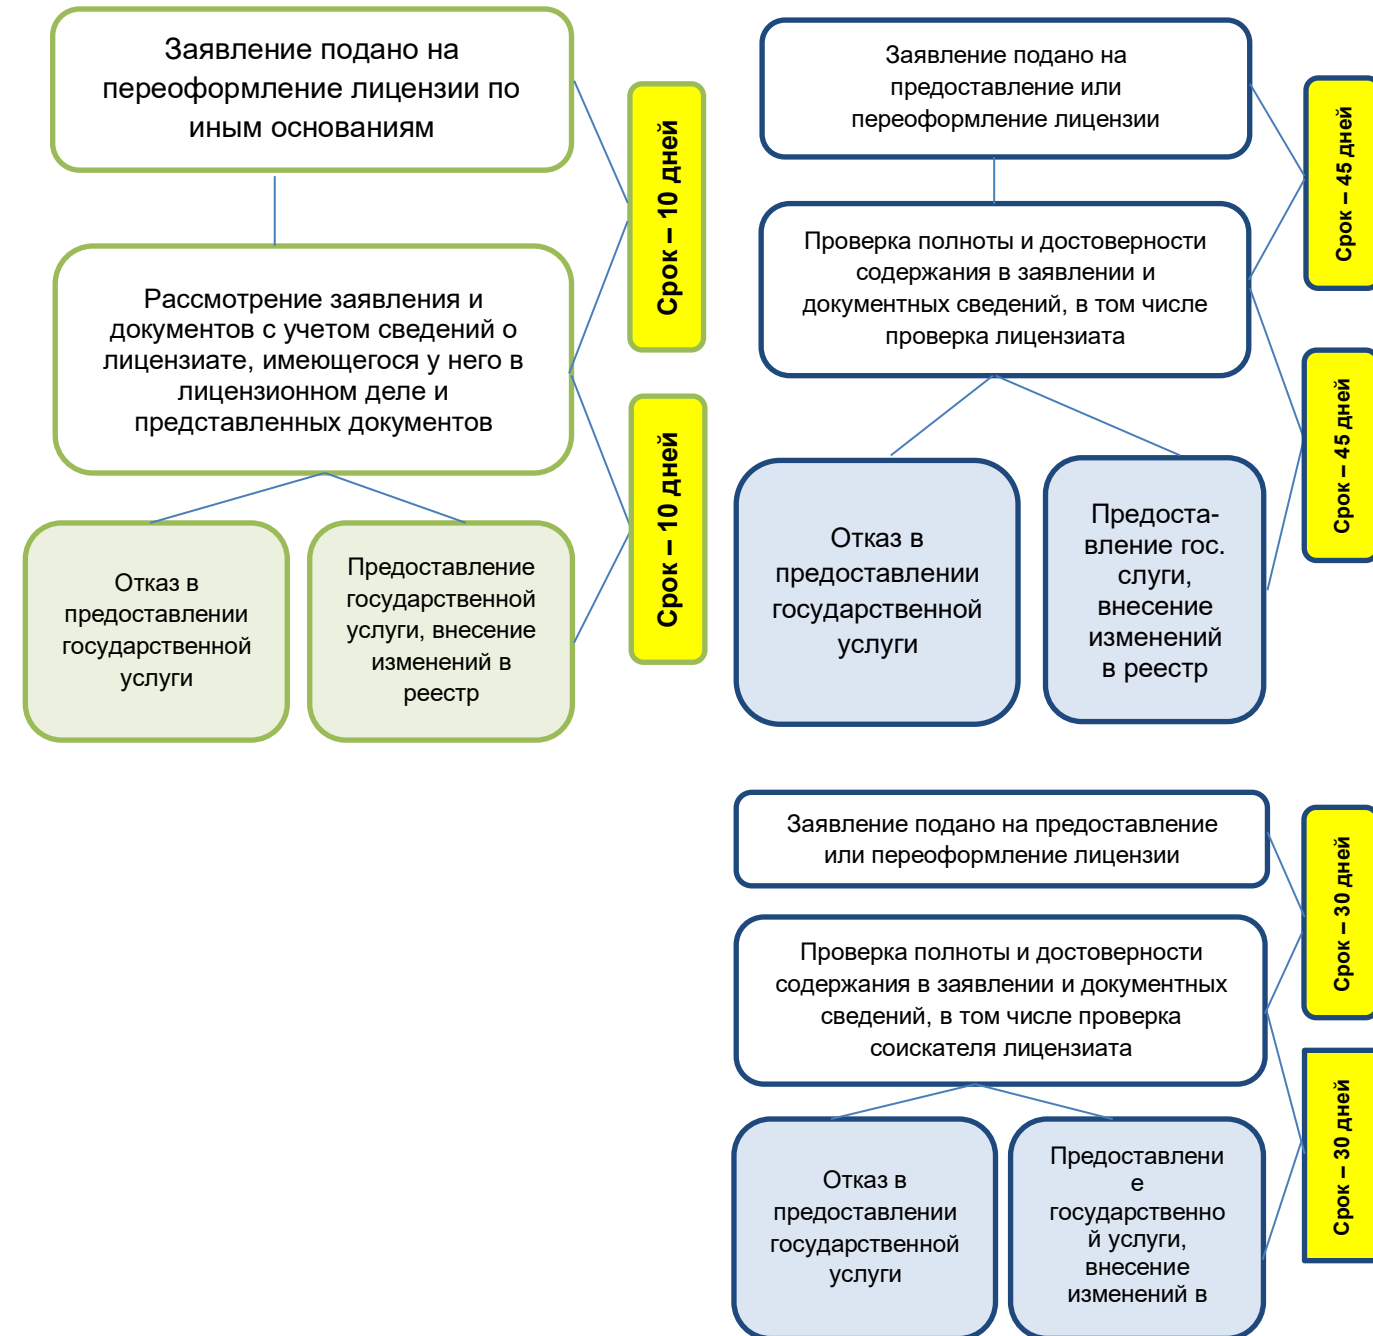 Заявление подано на
переоформление лицензии по
иным основаниям
Срок – 10 дней
Рассмотрение заявления и
документов с учетом сведений о
лицензиате, имеющегося у него в
лицензионном деле и
представленных документов
Срок – 10 дней
Отказ в
предоставлении
государственной
услуги
Предоставление
государственной
услуги, внесение
изменений в
реестр
Заявление подано на
предоставление или
переоформление лицензии
Срок – 45 дней
Проверка полноты и достоверности
содержания в заявлении и
документных сведений, в том числе
проверка лицензиата
Срок – 45 дней
Отказ в
предоставлении
государственной
услуги
Предоста-
вление гос.
слуги,
внесение
изменений
в реестр
Заявление подано на предоставление
или переоформление лицензии
Срок – 30 дней
Проверка полноты и достоверности
содержания в заявлении и документных
сведений, в том числе проверка
соискателя лицензиата
Срок – 30 дней
Отказ в
предоставлении
государственной
услуги
Предоставлени
е
государственно
й услуги,
внесение
изменений в